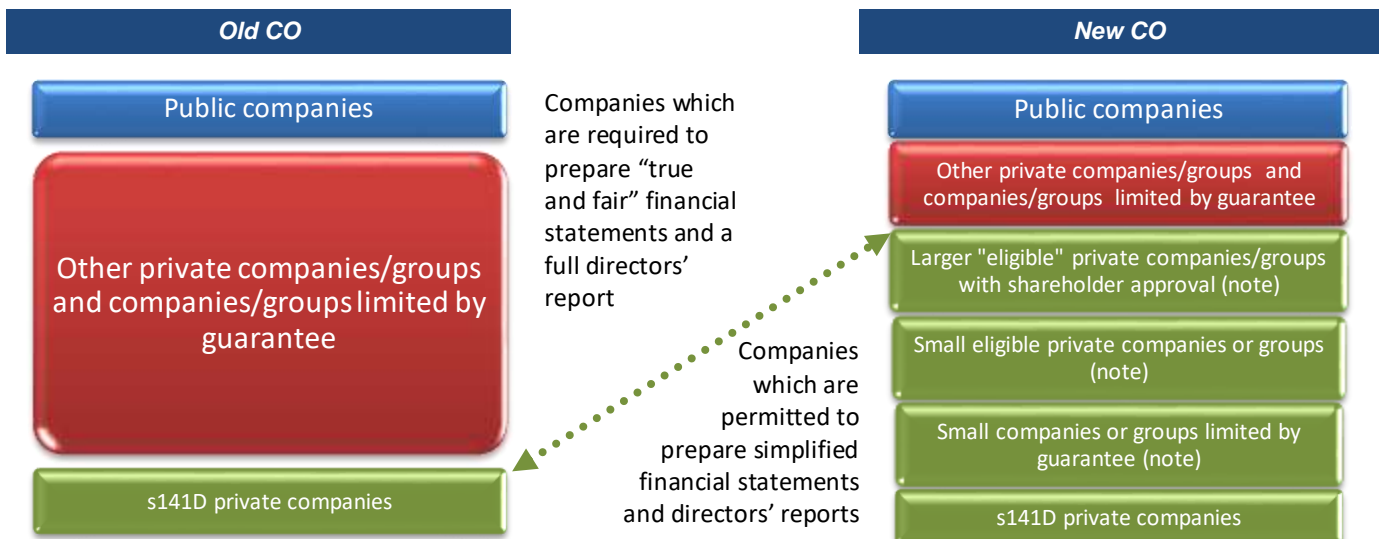 Old CO
Public companies
Other private companies/groups
and companies/groups limited by
guarantee
s141D private companies
Companies which
are required to
prepare “true
and fair” financial
statements and a
full directors’
report
Companies
which are
permitted to
prepare simplified
financial statements
and directors’ reports
New CO
Public companies
Other private companies/groups and
companies/groups limited by guarantee
Larger "eligible" private companies/groups
with shareholder approval (note)
Small eligible private companies or groups
(note)
Small companies or groups limited by
guarantee (note)
s141D private companies